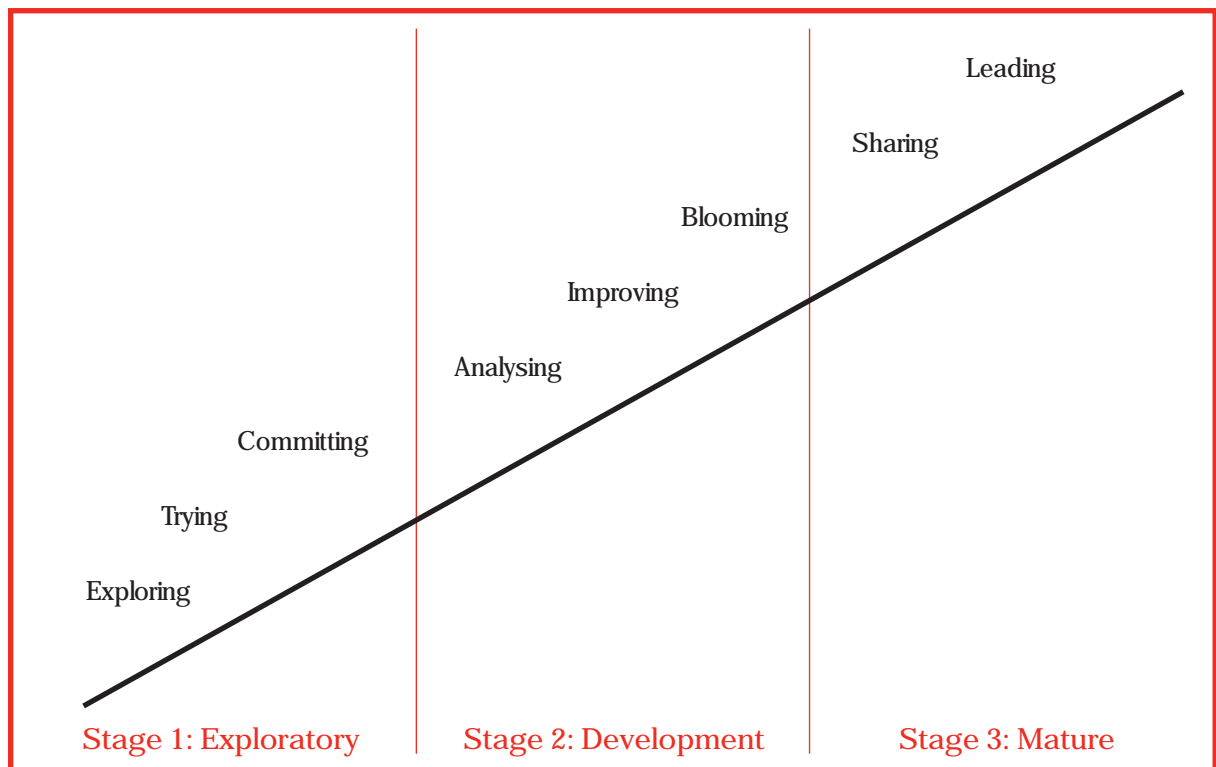 Leading
Sharing
Blooming
Improving
Analysing
Committing
Trying
Exploring
Stage 1: Exploratory
Stage 2: Development
Stage 3: Mature